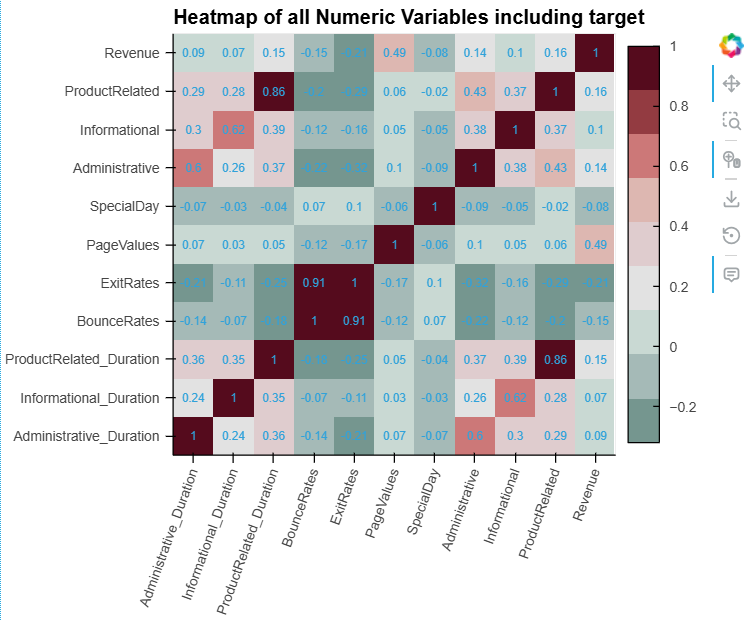 Heatmap of all Numeric Variables including target
Revenue 0.09 0.07 0.15 -0.15 0.49 -0.08 0.14 0.1 0.16 1
ProductRelated 0.29 0.28 0.86 0.06 -0.02 0.43 0.37 1 0.16
Informational 0.3 0.62 0.39 -0.12 -0.16 0.05 -0.05 0.38 1 0.37 0.1
Administrative 0.6 0.26 0.37 0.1 -0.09 1 0.38 0.43 0.14
SpecialDay -0.07 -0.03 -0.04 0.07 0.1 -0.06 1 -0.09 -0.05 -0.02 -0.08
PageValues 0.07 0.03 0.05 -0.12 -0.17 1 -0.06 0.1 0.05 0.06 0.49
ExitRates -0.11 0.91 1 -0.17 0.1 -0.16
BounceRates -0.14 -0.07 1 0.91 -0.12 0.07 -0.12 -0.2 -0.15
ProductRelated_Duration 0.36 0.35 1 0.05 -0.04 0.37 0.39 0.86 0.15
Informational_Duration 0.24 1 0.35 -0.07 -0.11 0.03 -0.03 0.26 0.62 0.28 0.07
Administrative_Duration 1 0.24 0.36 -0.14 0.07 -0.07 0.6 0.3 0.29 0.09
Administrative_Duration
Informational_Duration
ProductRelated_Duration
BounceRates
ExitRates
PageValues
SpecialDay
Administrative
Informational
ProductRelated
Revenue
1
0.8
0.6
0.4
0.2
0
−0.2